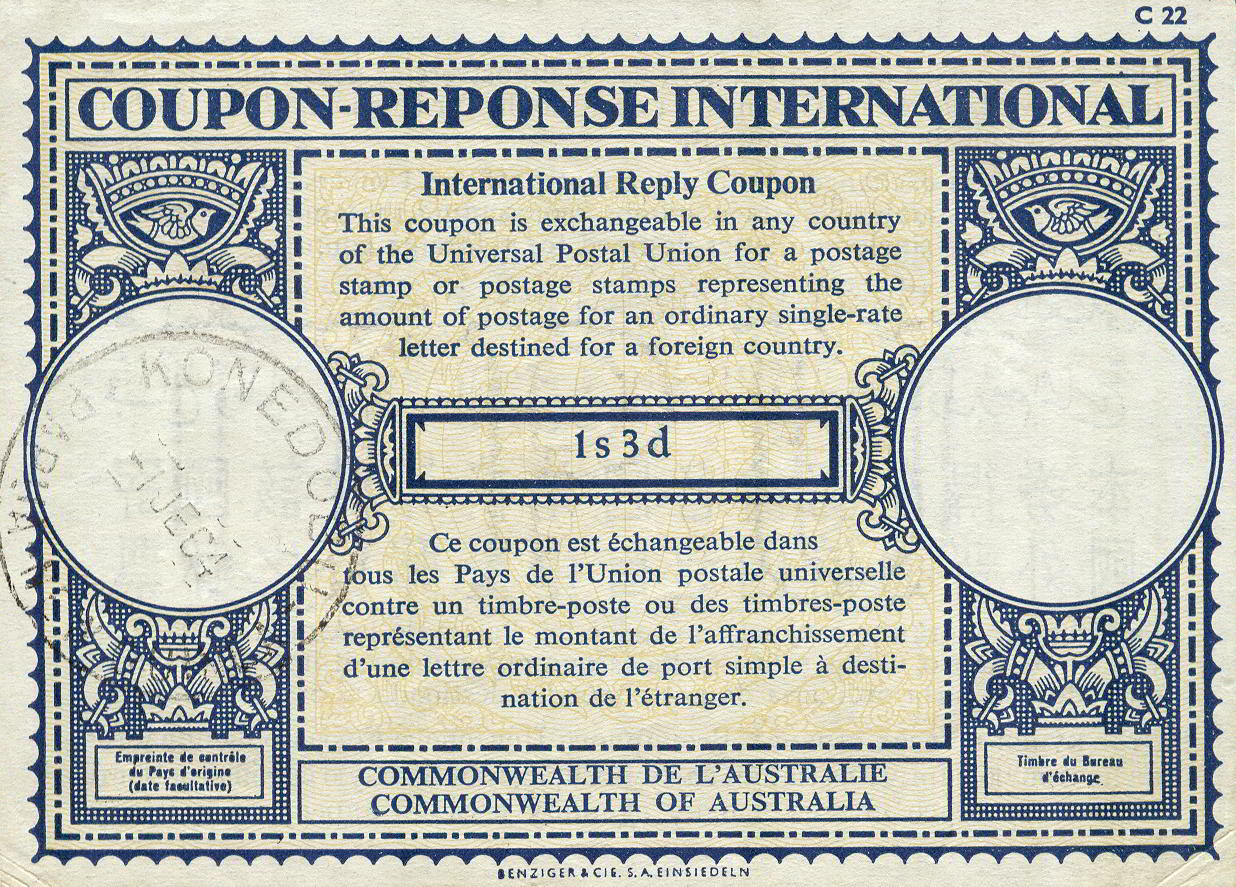 C 22
COUPON-REPONSE INTERNATIONAL
International Reply Coupon
This coupon is exchangeable in any country
of the Universal Postal Union for a postage
stamp or postage stamps representing the
amount of postage for an ordinary single-rate
letter destined for a foreign country.
1s 3d
Ce coupon est échangeable dans
tous les Pays de l'Union postale universelle
contre un timbre-poste ou des timbres-poste
représentant le montant de l'affranchissement
d'une lettre ordinaire de port simple à desti-
nation de l'étranger.
Empreinte de contrôle
du Pays d'origine
(date facultative)
Timbre du Bureau
d'échange
COMMONWEALTH DE L'AUSTRALIE
COMMONWEALTH OF AUSTRALIA
BENZIGER & CIE. S.A. EINSIEDELN